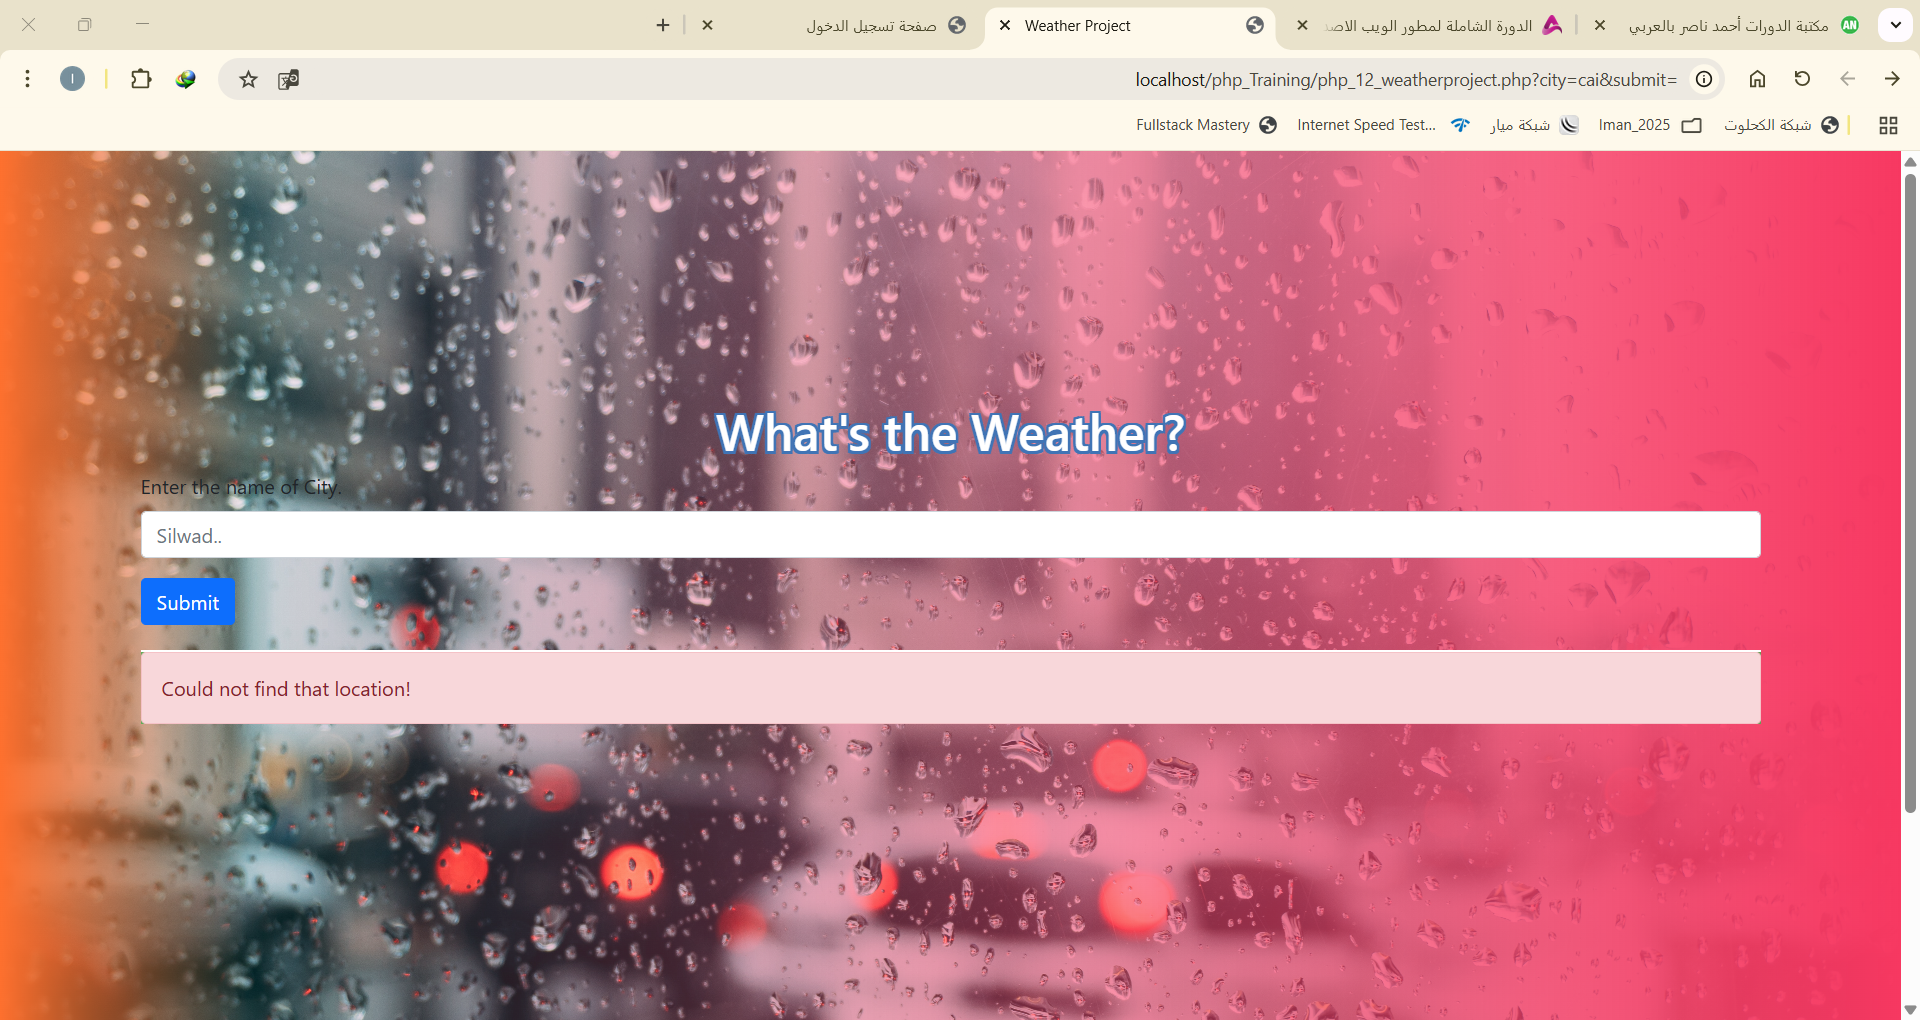 مكتبة الدورات أحمد ناصر بالعربي
الدورة الشاملة لمطور الويب الاصد
Weather Project
صفحة تسجيل الدخول
localhost/php_Training/php_12_weatherproject.php?city=cai&submit=
I
شبكة الكحلوت
Iman_2025
شبكة ميار
Internet Speed Test...
Fullstack Mastery
What's the Weather?
Enter the name of City.
Silwad..
Submit
Could not find that location!